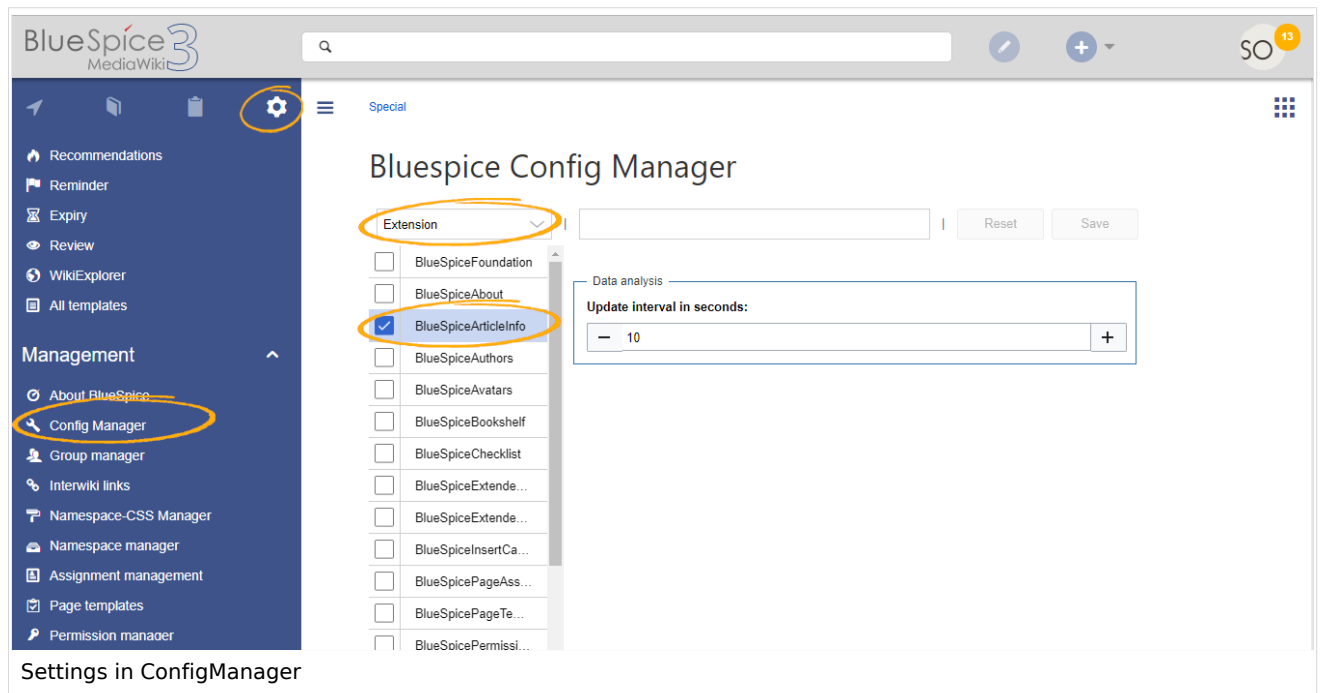 BlueSpice 3
MediaWiki
SO
13
Special
Recommendations
Reminder
Expiry
Review
WikiExplorer
All templates
Management
About BlueSpice
Config Manager
Group manager
Interwiki links
Namespace-CSS Manager
Namespace manager
Assignment management
Page templates
Permission manager
Bluespice Config Manager
Extension | | Reset Save
BlueSpiceFoundation
BlueSpiceAbout
BlueSpiceArticleInfo
BlueSpiceAuthors
BlueSpiceAvatars
BlueSpiceBookshelf
BlueSpiceChecklist
BlueSpiceExtende...
BlueSpiceExtende...
BlueSpiceInsertCa...
BlueSpicePageAss...
BlueSpicePageTe...
BlueSpicePermissi...
Data analysis
Update interval in seconds:
10
Settings in ConfigManager